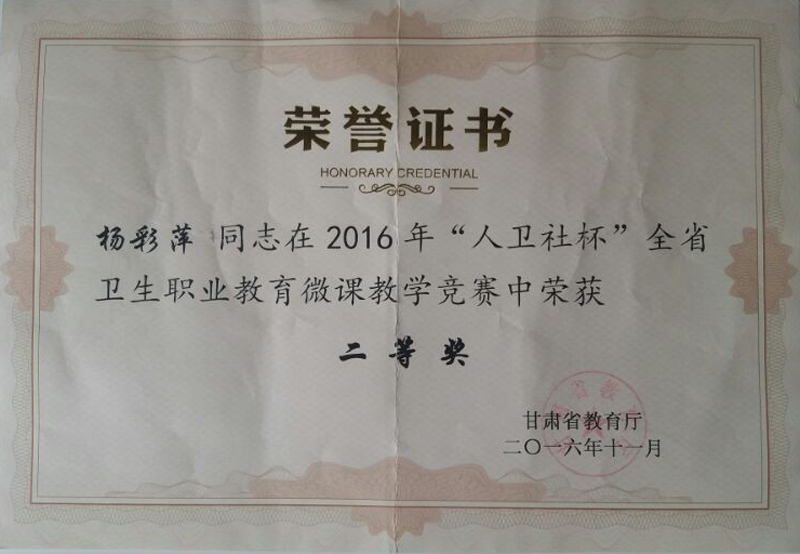 荣誉证书
HONORARY CREDENTIAL
杨彩萍 同志在2016年“人卫社杯”全省
卫生职业教育微课教学竞赛中荣获
二等奖
甘肃省教育厅
二〇一六年十一月